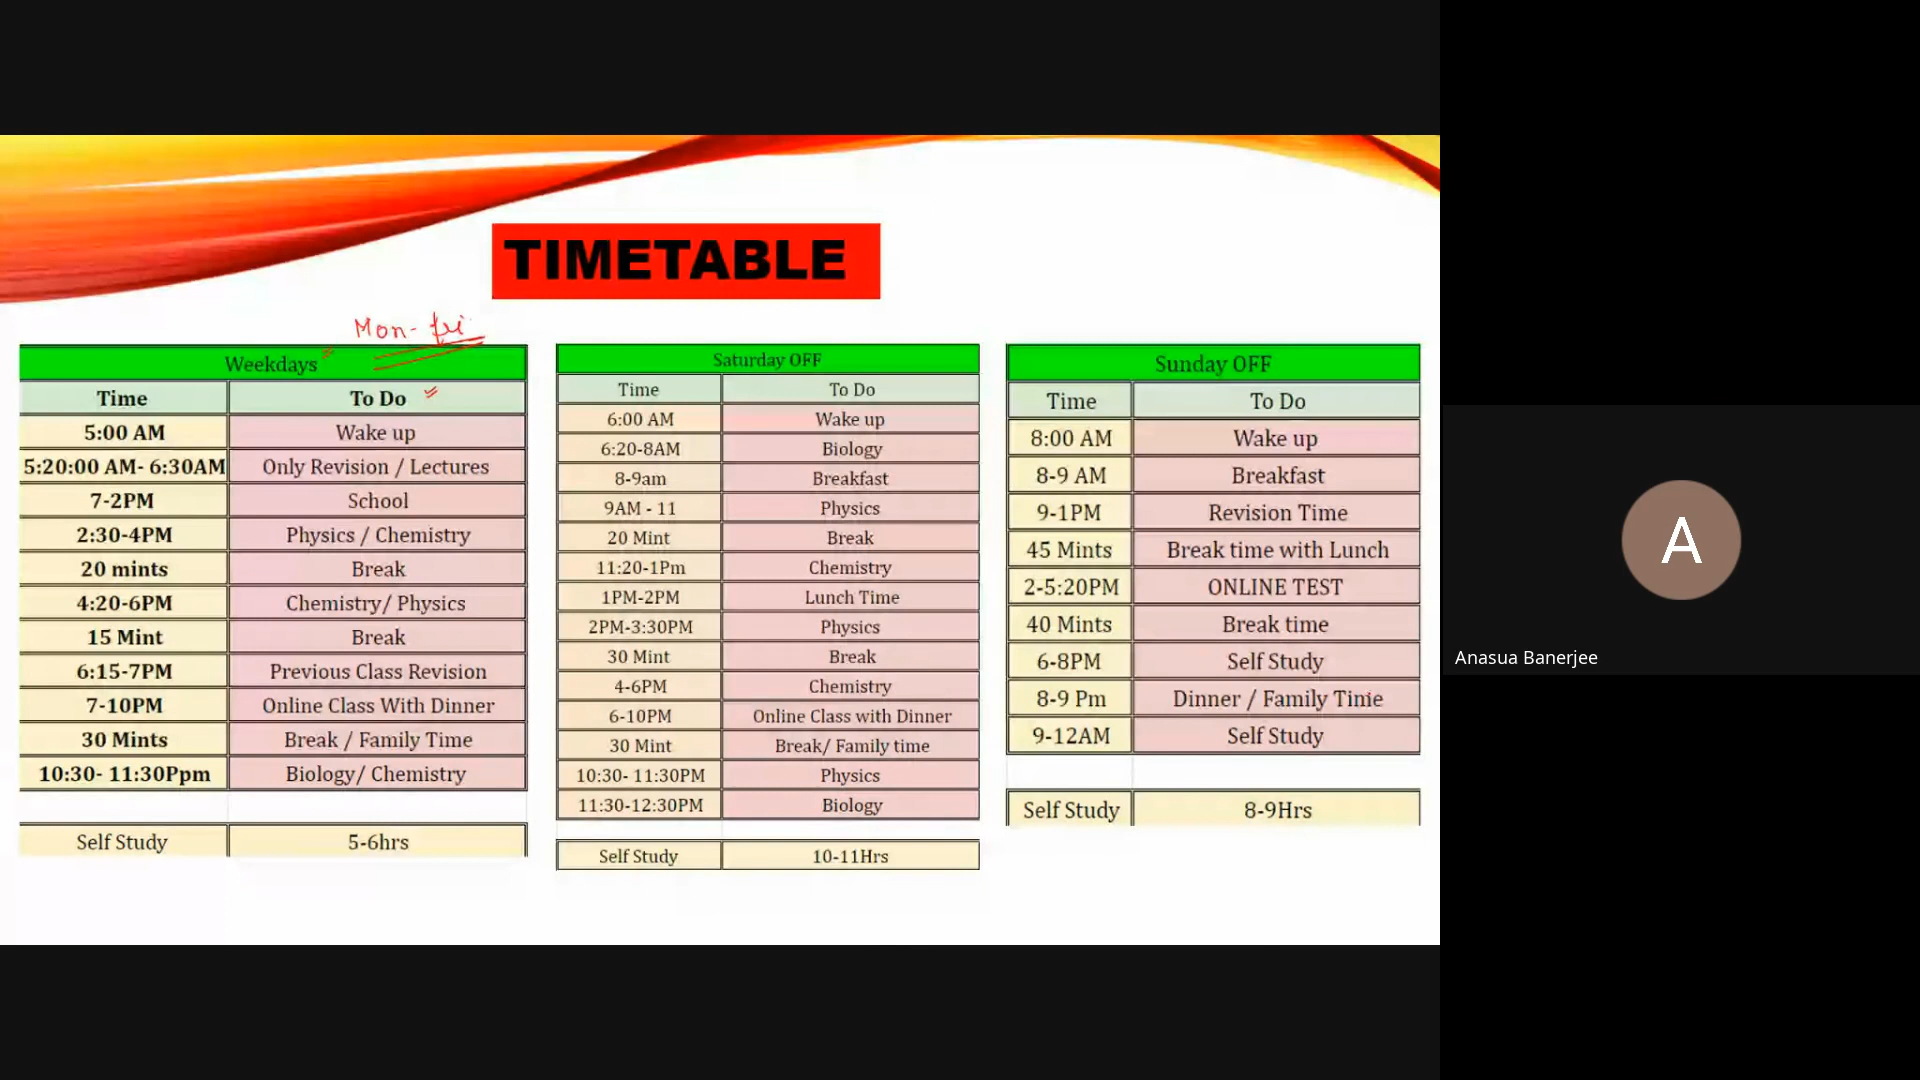 TIMETABLE
Mon- fri
Weekdays
Time To Do
5:00 AM Wake up
5:20:00 AM- 6:30AM Only Revision / Lectures
7-2PM School
2:30-4PM Physics / Chemistry
20 mints Break
4:20-6PM Chemistry/ Physics
15 Mint Break
6:15-7PM Previous Class Revision
7-10PM Online Class With Dinner
30 Mints Break / Family Time
10:30- 11:30Ppm Biology/ Chemistry
Self Study 5-6hrs
Saturday OFF
Time To Do
6:00 AM Wake up
6:20-8AM Biology
8-9am Breakfast
9AM - 11 Physics
20 Mint Break
11:20-1Pm Chemistry
1PM-2PM Lunch Time
2PM-3:30PM Physics
30 Mint Break
4-6PM Chemistry
6-10PM Online Class with Dinner
30 Mint Break/ Family time
10:30- 11:30PM Physics
11:30-12:30PM Biology
Self Study 10-11Hrs
Sunday OFF
Time To Do
8:00 AM Wake up
8-9 AM Breakfast
9-1PM Revision Time
45 Mints Break time with Lunch
2-5:20PM ONLINE TEST
40 Mints Break time
6-8PM Self Study
8-9 Pm Dinner / Family Time
9-12AM Self Study
Self Study 8-9Hrs
A
Anasua Banerjee